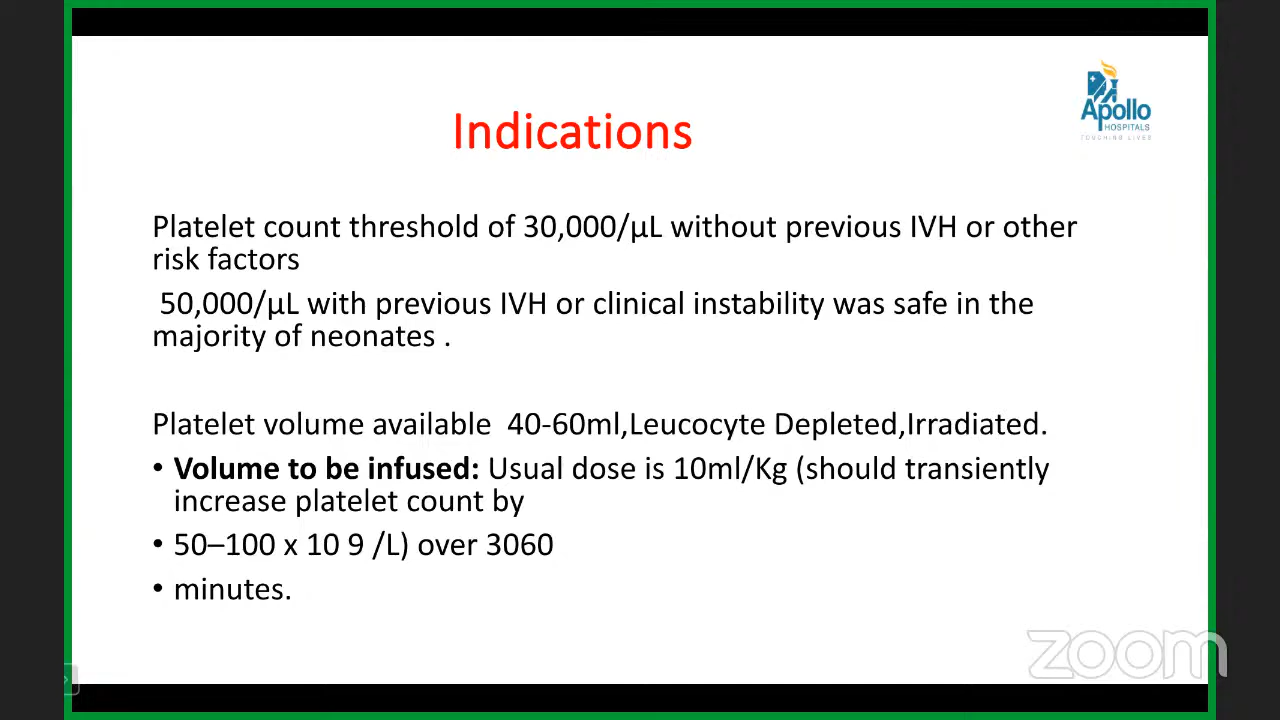 Apollo
HOSPITALS
TOUCHING LIVES
Indications
Platelet count threshold of 30,000/µL without previous IVH or other
risk factors
50,000/µL with previous IVH or clinical instability was safe in the
majority of neonates .
Platelet volume available 40-60ml,Leucocyte Depleted,Irradiated.
• Volume to be infused: Usual dose is 10ml/Kg (should transiently
increase platelet count by
• 50–100 x 10 9 /L) over 3060
• minutes.
zoom